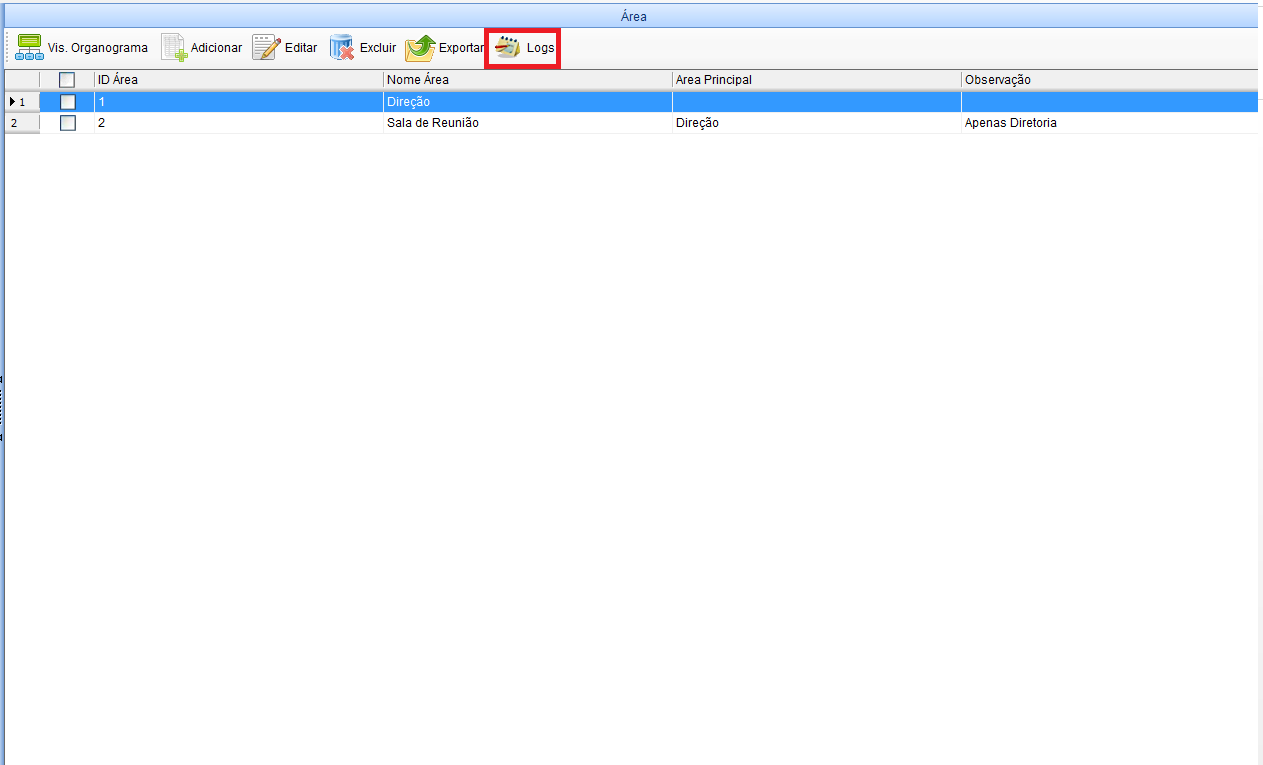 Área
Vis. Organograma Adicionar Editar Excluir Exportar Logs
ID Área Nome Área Area Principal Observação
1 1 Direção
2 2 Sala de Reunião Direção Apenas Diretoria